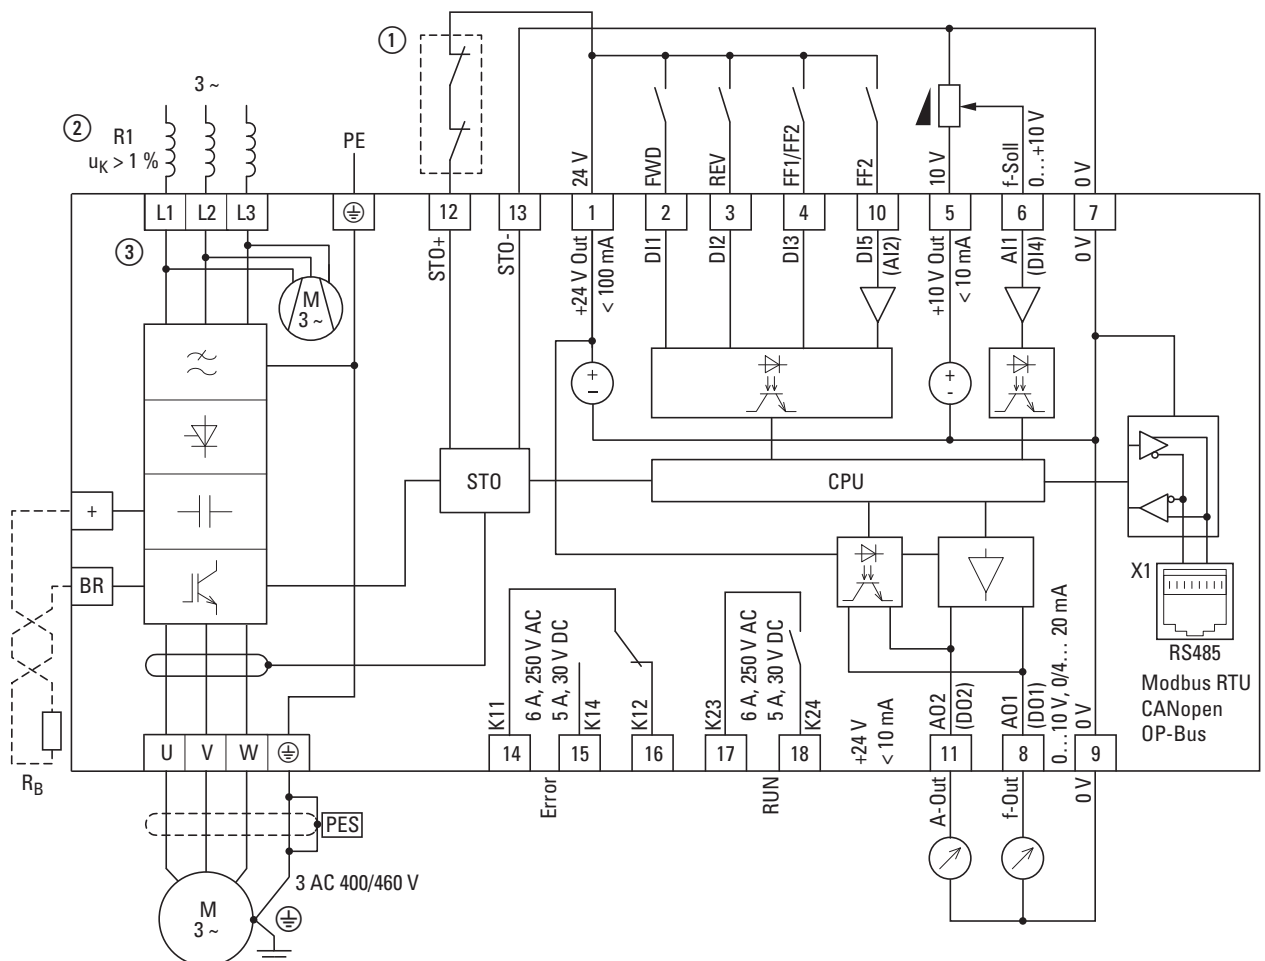 ①
②
3 ~
R1
uK > 1 %
PE
24 V
FWD
REV
FF1/FF2
FF2
10 V
f-Soll
0…+10 V
0 V
L1
L2
L3
12
13
1
2
3
4
10
5
6
7
③
STO+
STO-
+24 V Out
< 100 mA
DI1
DI2
DI3
DI5
(AI2)
+10 V Out
< 10 mA
AI1
(DI4)
0 V
M
3 ~
+
−
+
-
STO
CPU
+
BR
X1
RS485
Modbus RTU
CANopen
OP-Bus
K11
6 A, 250 V AC
5 A, 30 V DC
K14
K12
K23
6 A, 250 V AC
5 A, 30 V DC
K24
+24 V
< 10 mA
AO2
(DO2)
AO1
(DO1)
0…10 V, 0/4… 20 mA
0 V
U
V
W
14
15
16
17
18
11
8
9
RB
Error
RUN
A-Out
f-Out
0 V
PES
3 AC 400/460 V
M
3 ~